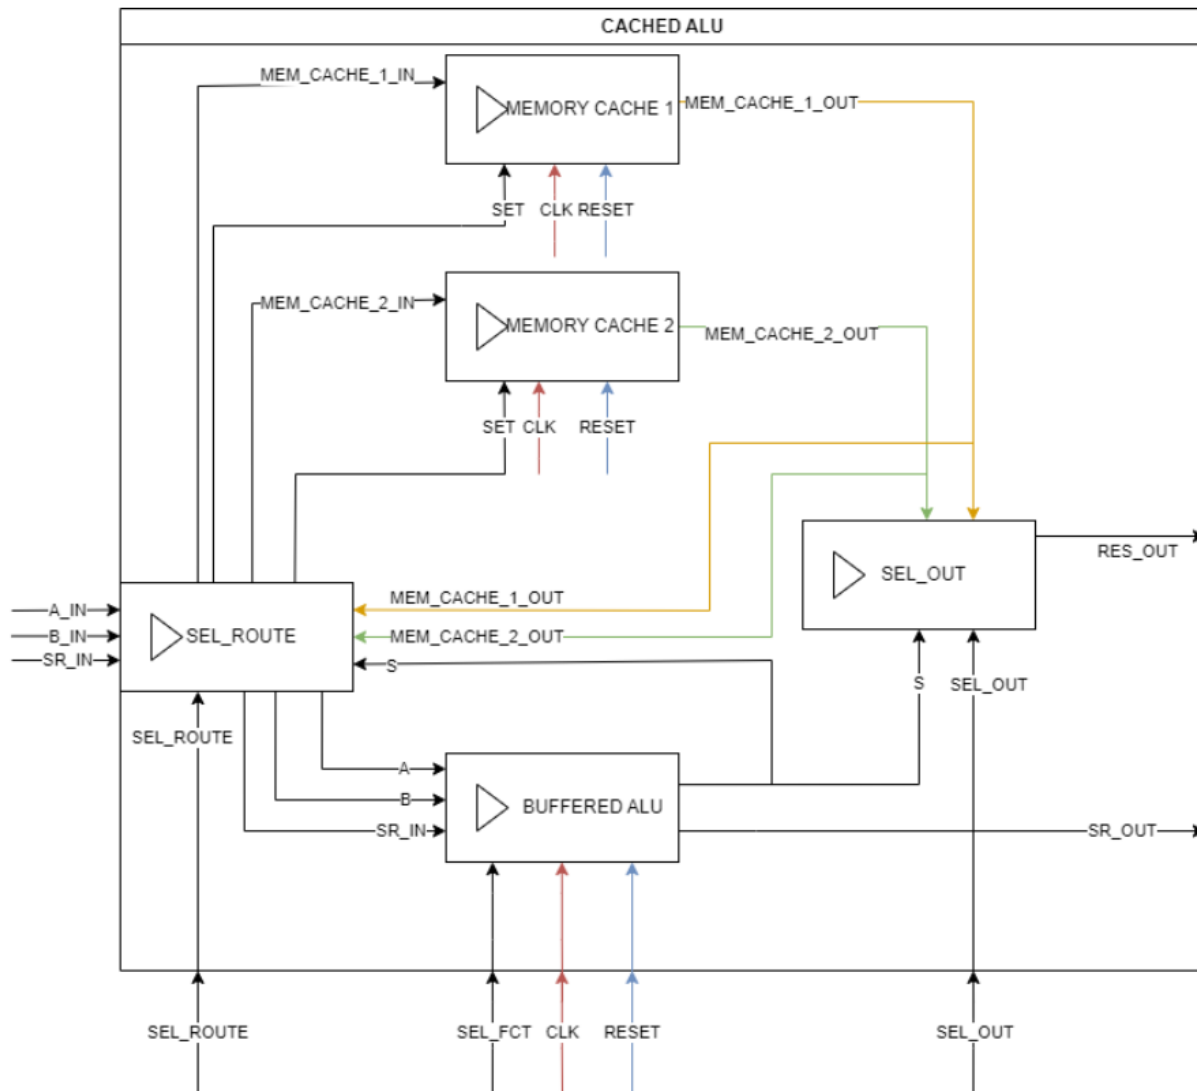 CACHED ALU
MEM_CACHE_1_IN
MEMORY CACHE 1
MEM_CACHE_1_OUT
SET
CLK
RESET
MEM_CACHE_2_IN
MEMORY CACHE 2
MEM_CACHE_2_OUT
SET
CLK
RESET
SEL_OUT
RES_OUT
A_IN
B_IN
SR_IN
SEL_ROUTE
MEM_CACHE_1_OUT
MEM_CACHE_2_OUT
S
S
SEL_OUT
SEL_ROUTE
A
B
SR_IN
BUFFERED ALU
SR_OUT
SEL_ROUTE
SEL_FCT
CLK
RESET
SEL_OUT